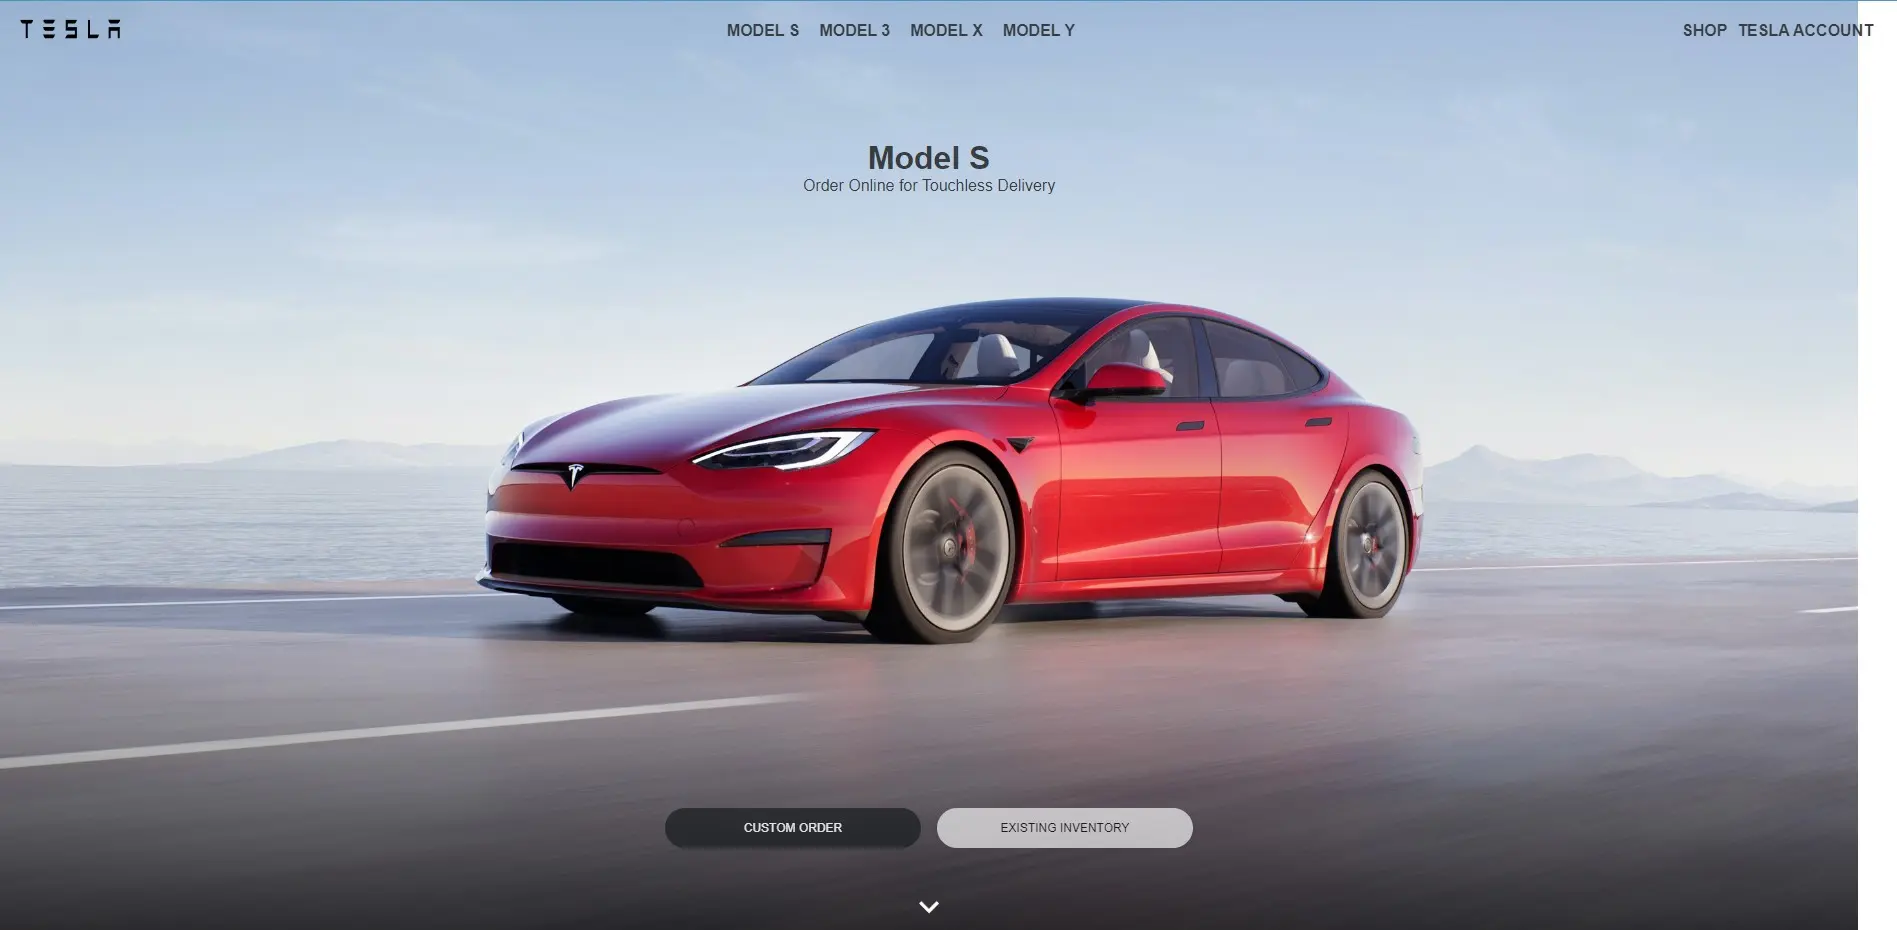 TESLA
MODEL S MODEL 3 MODEL X MODEL Y
SHOP TESLA ACCOUNT
Model S
Order Online for Touchless Delivery
CUSTOM ORDER
EXISTING INVENTORY